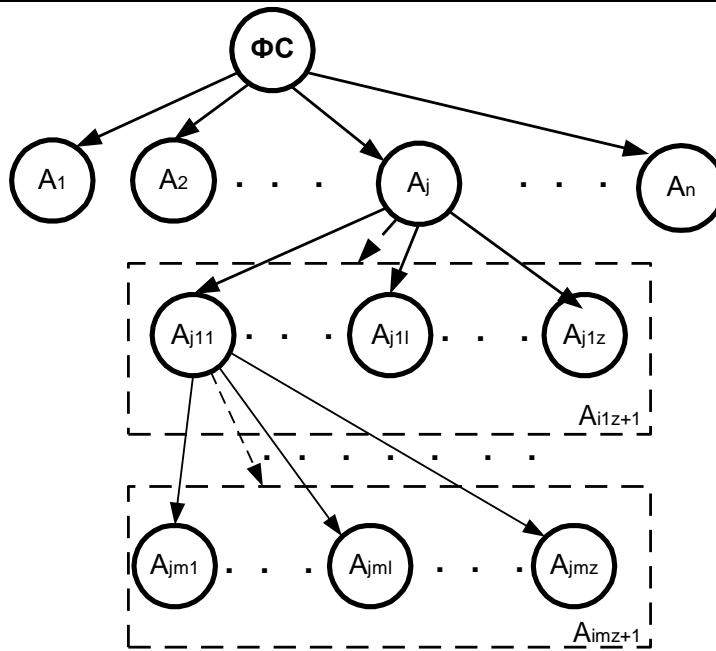 ФС
A1 A2 . . . Aj . . . An
Aj11 . . . Aj1l . . . Aj1z
Ai1z+1
. . . . . . .
Ajm1 . . . Ajml . . . Ajmz
Aimz+1